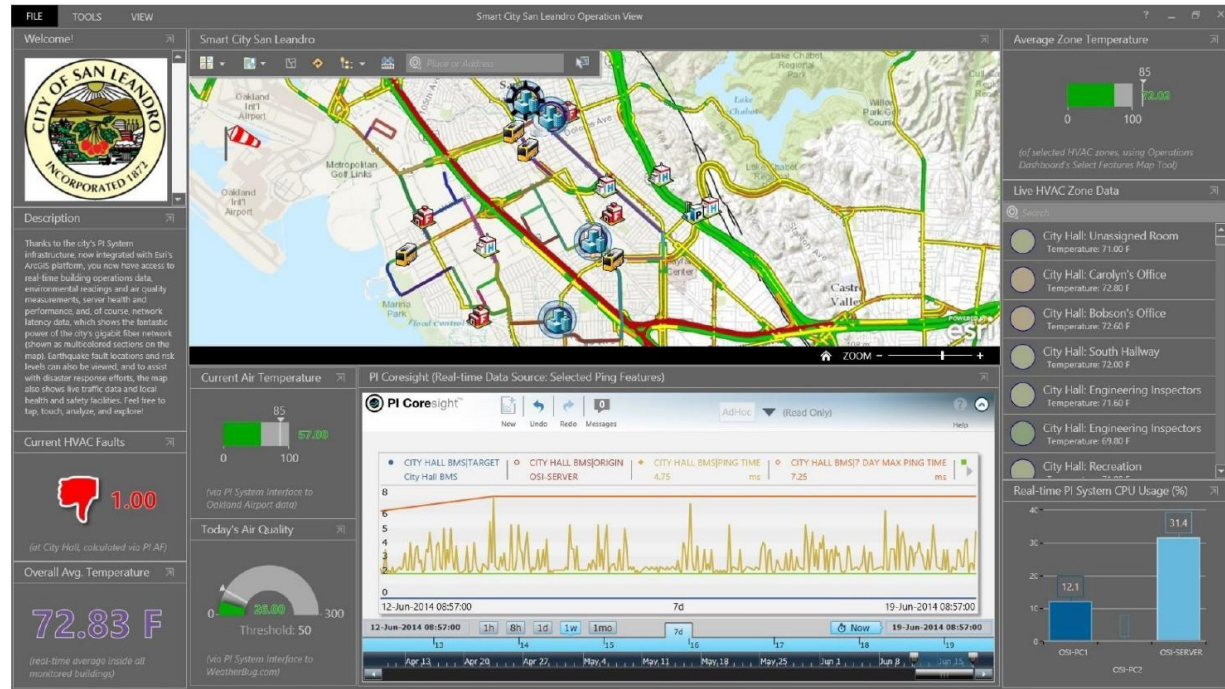 FILE TOOLS VIEW
Smart City San Leandro Operation View
Welcome!
CITY OF SAN LEANDRO
INCORPORATED 1872
Description
Thanks to the city's PI System
infrastructure, now integrated with Esri's
ArcGIS platform, you now have access to
real-time building operations data,
environmental readings and air quality
measurements, server health and
performance, and, of course, network
latency data, which shows the fantastic
power of the city's gigabit fiber network
(shown as multicolored sections on the
map). Earthquake fault locations and risk
levels can also be viewed, and to assist
with disaster response efforts, the map
also shows live traffic data and local
health and safety facilities. Feel free to
tap, touch, analyze, and explore!
Current HVAC Faults
1.00
(at City Hall, calculated via PI AF)
Overall Avg. Temperature
72.83 F
(real-time average inside all
monitored buildings)
Smart City San Leandro
Place or Address
Oakland
Int'l
Airport
Metropolitan
Golf Links
Oakland
Airport
Marina
Park
Lake Chabot
Regional
Park
Lake
Chabot
Castro
Valley
POWERED BY
esri
ZOOM - +
Current Air Temperature
85
57.00
0 100
(via PI System Interface to
Oakland Airport data)
Today's Air Quality
0 26.00 300
Threshold: 50
(via PI System Interface to
WeatherBug.com)
PI Coresight (Real-time Data Source: Selected Ping Features)
PI Coresight™
New Undo Redo Messages
0
AdHoc (Read Only)
Help
CITY HALL BMS|TARGET
City Hall BMS
CITY HALL BMS|ORIGIN
OSI-SERVER
CITY HALL BMS|PING TIME
4.75 ms
CITY HALL BMS|7 DAY MAX PING TIME
7.25 ms
8
6
5
4
3
2
0
12-Jun-2014 08:57:00 7d 19-Jun-2014 08:57:00
12-Jun-2014 08:57:00 1h 8h 1d 1w 1mo 7d Now 19-Jun-2014 08:57:00
13 14 15 16 17 18 19
Apr 13 Apr 20 Apr 27 May,4 May,11 May,18 May,25 Jun 1 Jun 8 Jun 15
Average Zone Temperature
85
72.02
0 100
(of selected HVAC zones, using Operations
Dashboard's Select Features Map Tool)
Live HVAC Zone Data
Search
City Hall: Unassigned Room
Temperature: 71.00 F
City Hall: Carolyn's Office
Temperature: 72.80 F
City Hall: Bobson's Office
Temperature: 72.60 F
City Hall: South Hallway
Temperature: 72.00 F
City Hall: Engineering Inspectors
Temperature: 71.60 F
City Hall: Engineering Inspectors
Temperature: 69.80 F
City Hall: Recreation
Real-time PI System CPU Usage (%)
40
30
20
10
0
12.1
31.4
OSI-PC1
OSI-PC2
OSI-SERVER